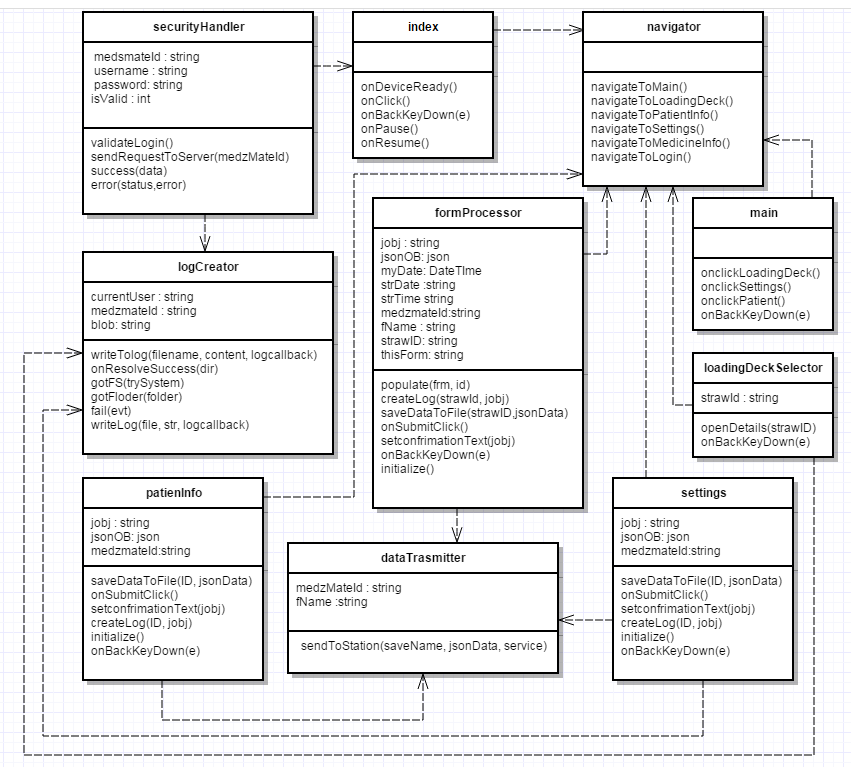 securityHandler
medsmateId : string
username : string
password: string
isValid : int
validateLogin()
sendRequestToServer(medzMateId)
success(data)
error(status,error)
index
onDeviceReady()
onClick()
onBackKeyDown(e)
onPause()
onResume()
navigator
navigateToMain()
navigateToLoadingDeck()
navigateToPatientInfo()
navigateToSettings()
navigateToMedicineInfo()
navigateToLogin()
logCreator
currentUser : string
medzmateId : string
blob: string
writeTolog(filename, content, logcallback)
onResolveSuccess(dir)
gotFS(trySystem)
gotFloder(folder)
fail(evt)
writeLog(file, str, logcallback)
formProcessor
jobj : string
jsonOB: json
myDate: DateTIme
strDate :string
strTime string
medzmateId:string
fName : string
strawID: string
thisForm: string
populate(frm, id)
createLog(strawId, jobj)
saveDataToFile(strawID,jsonData)
onSubmitClick()
setconfrimationText(jobj)
onBackKeyDown(e)
initialize()
main
onclickLoadingDeck()
onclickSettings()
onclickPatient()
onBackKeyDown(e)
loadingDeckSelector
strawId : string
openDetails(strawID)
onBackKeyDown(e)
patienInfo
jobj : string
jsonOB: json
medzmateId:string
saveDataToFile(ID, jsonData)
onSubmitClick()
setconfrimationText(jobj)
createLog(ID, jobj)
initialize()
onBackKeyDown(e)
dataTrasmitter
medzMateId : string
fName :string
sendToStation(saveName, jsonData, service)
settings
jobj : string
jsonOB: json
medzmateId:string
saveDataToFile(ID, jsonData)
onSubmitClick()
setconfrimationText(jobj)
createLog(ID, jobj)
initialize()
onBackKeyDown(e)